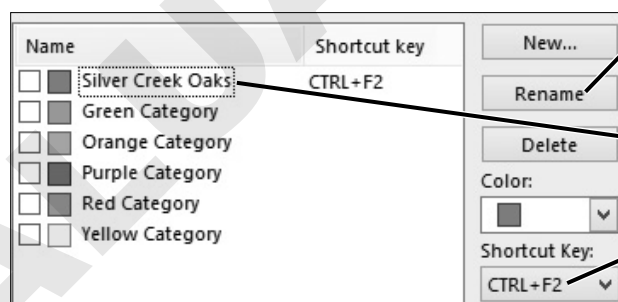 Name Shortcut key
Silver Creek Oaks CTRL+F2
Green Category
Orange Category
Purple Category
Red Category
Yellow Category
New...
Rename
Delete
Color:
Shortcut Key:
CTRL+F2